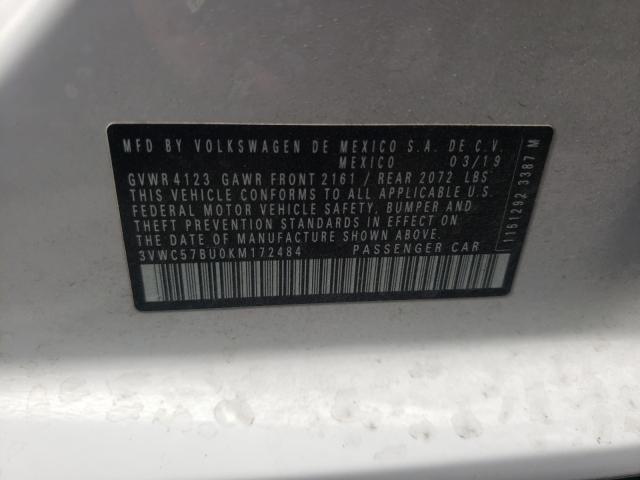 MFD BY VOLKSWAGEN DE MEXICO S.A. DE C.V.
MEXICO 03/19
GVWR 4123 GAWR FRONT 2161 / REAR 2072 LBS
THIS VEHICLE CONFORMS TO ALL APPLICABLE U.S.
FEDERAL MOTOR VEHICLE SAFETY, BUMPER AND
THEFT PREVENTION STANDARDS IN EFFECT ON
THE DATE OF MANUFACTURE SHOWN ABOVE.
3VWC57BU0KM172484 PASSENGER CAR
1151292 3387 M